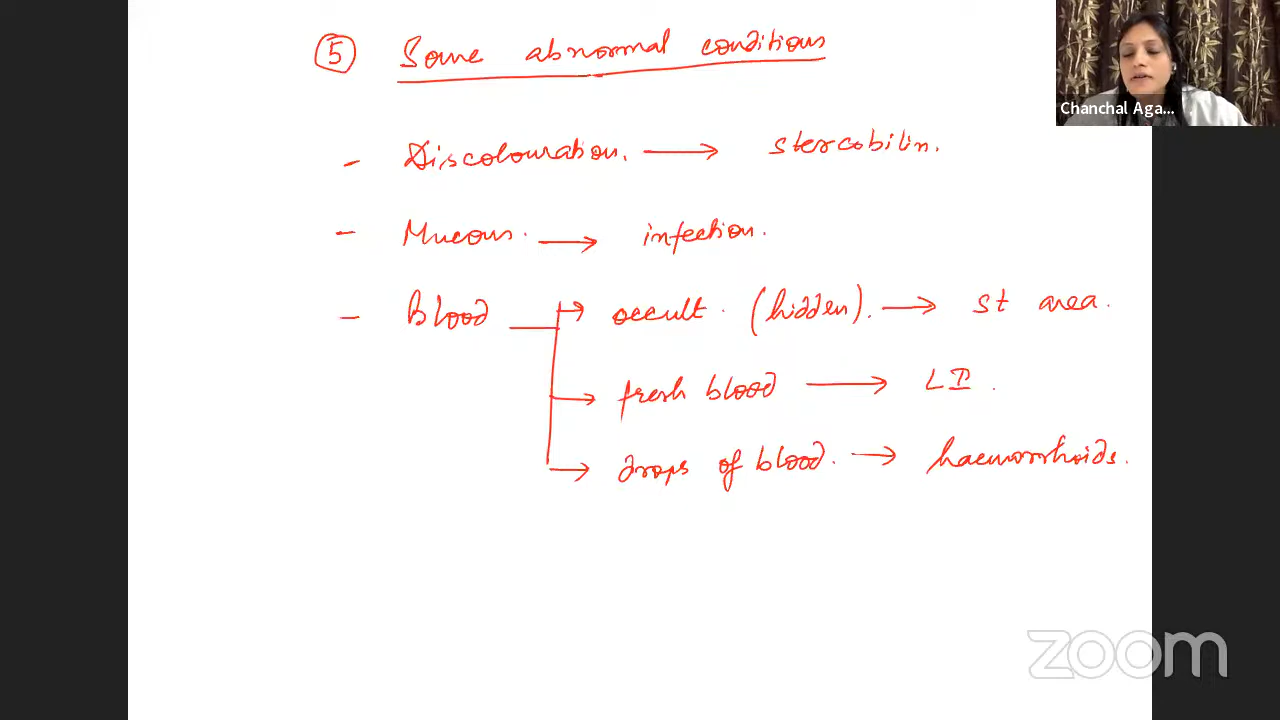 ⑤ Some abnormal conditions
Chanchal Aga...
- Discolouration. → stercobilin.
- Mucous. → infection.
- Blood → occult. (hidden). → st area.
→ fresh blood → LI.
→ drops of blood. → haemorrhoids.
zoom